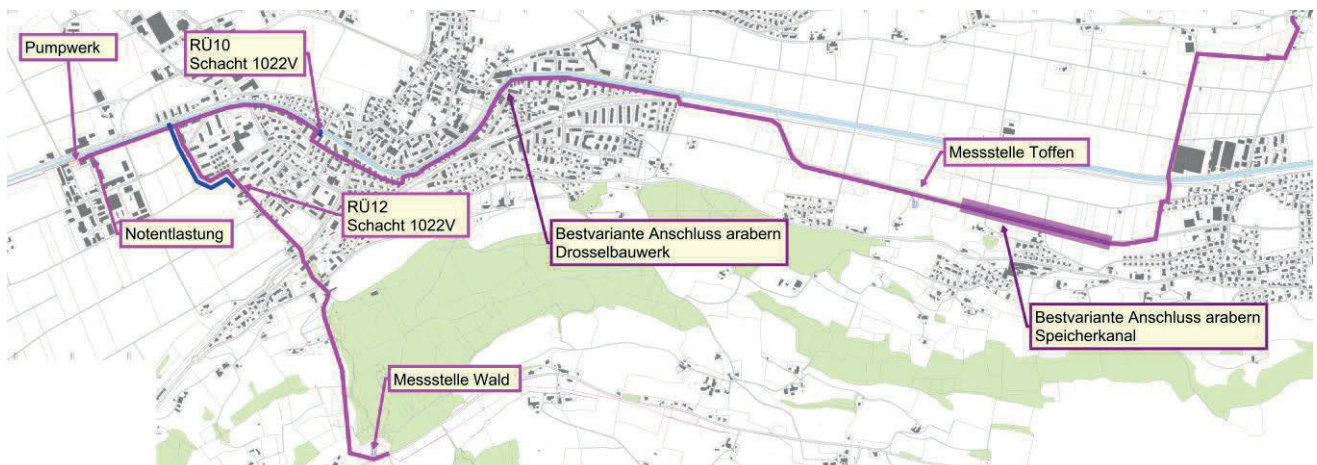 Pumpwerk
RÜ10
Schacht 1022V
Messstelle Toffen
RÜ12
Schacht 1022V
Notentlastung
Bestvariante Anschluss arabern
Drosselbauwerk
Bestvariante Anschluss arabern
Speicherkanal
Messstelle Wald